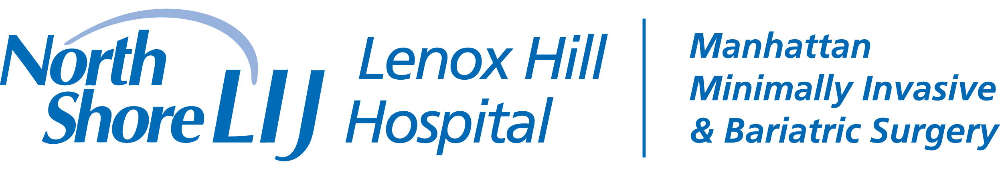 North
Shore LIJ
Lenox Hill
Hospital
Manhattan
Minimally Invasive
& Bariatric Surgery